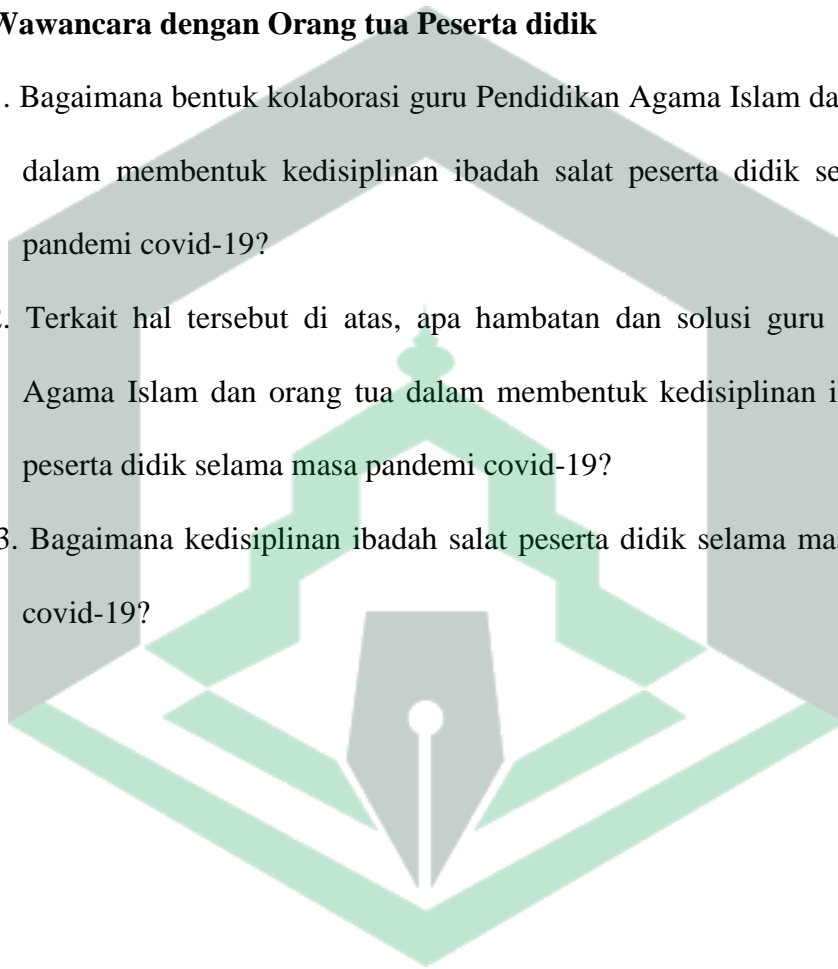 Wawancara dengan Orang tua Peserta didik
. Bagaimana bentuk kolaborasi guru Pendidikan Agama Islam
dalam membentuk kedisiplinan ibadah salat peserta didik
pandemi covid-19?
2. Terkait hal tersebut di atas, apa hambatan dan solusi guru
Agama Islam dan orang tua dalam membentuk kedisiplinan
peserta didik selama masa pandemi covid-19?
3. Bagaimana kedisiplinan ibadah salat peserta didik selama
covid-19?